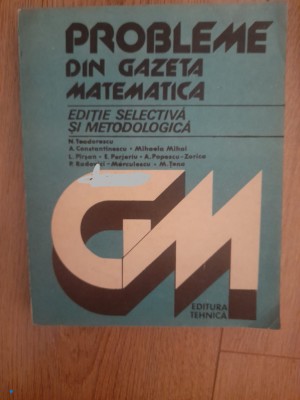 PROBLEME
DIN GAZETA
MATEMATICA
EDIȚIE SELECTIVĂ
ȘI METODOLOGICĂ
N. Teodorescu
A. Constantinescu • Mihaela Mihai
L. Pîrșan • E. Perjeriu • A. Popescu-Zorica
P. Radovici - Mărculescu • M. Țena
GM
EDITURA
TEHNICĂ